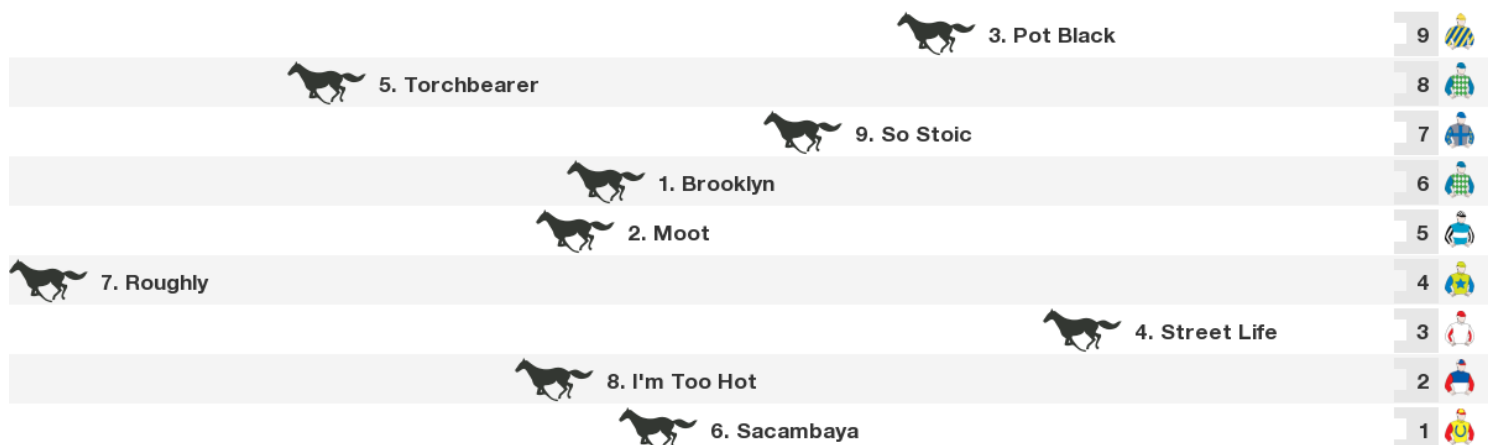 3. Pot Black 9
5. Torchbearer 8
9. So Stoic 7
1. Brooklyn 6
2. Moot 5
7. Roughly 4
4. Street Life 3
8. I'm Too Hot 2
6. Sacambaya 1